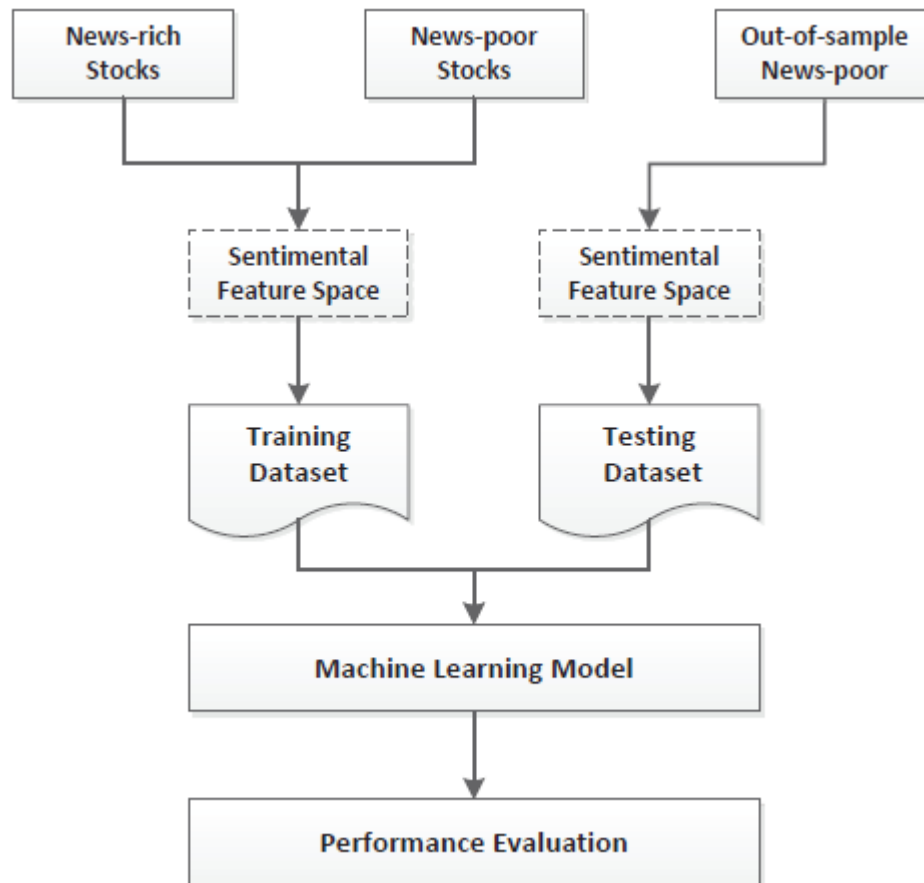 News-rich
Stocks
News-poor
Stocks
Out-of-sample
News-poor
Sentimental
Feature Space
Sentimental
Feature Space
Training
Dataset
Testing
Dataset
Machine Learning Model
Performance Evaluation